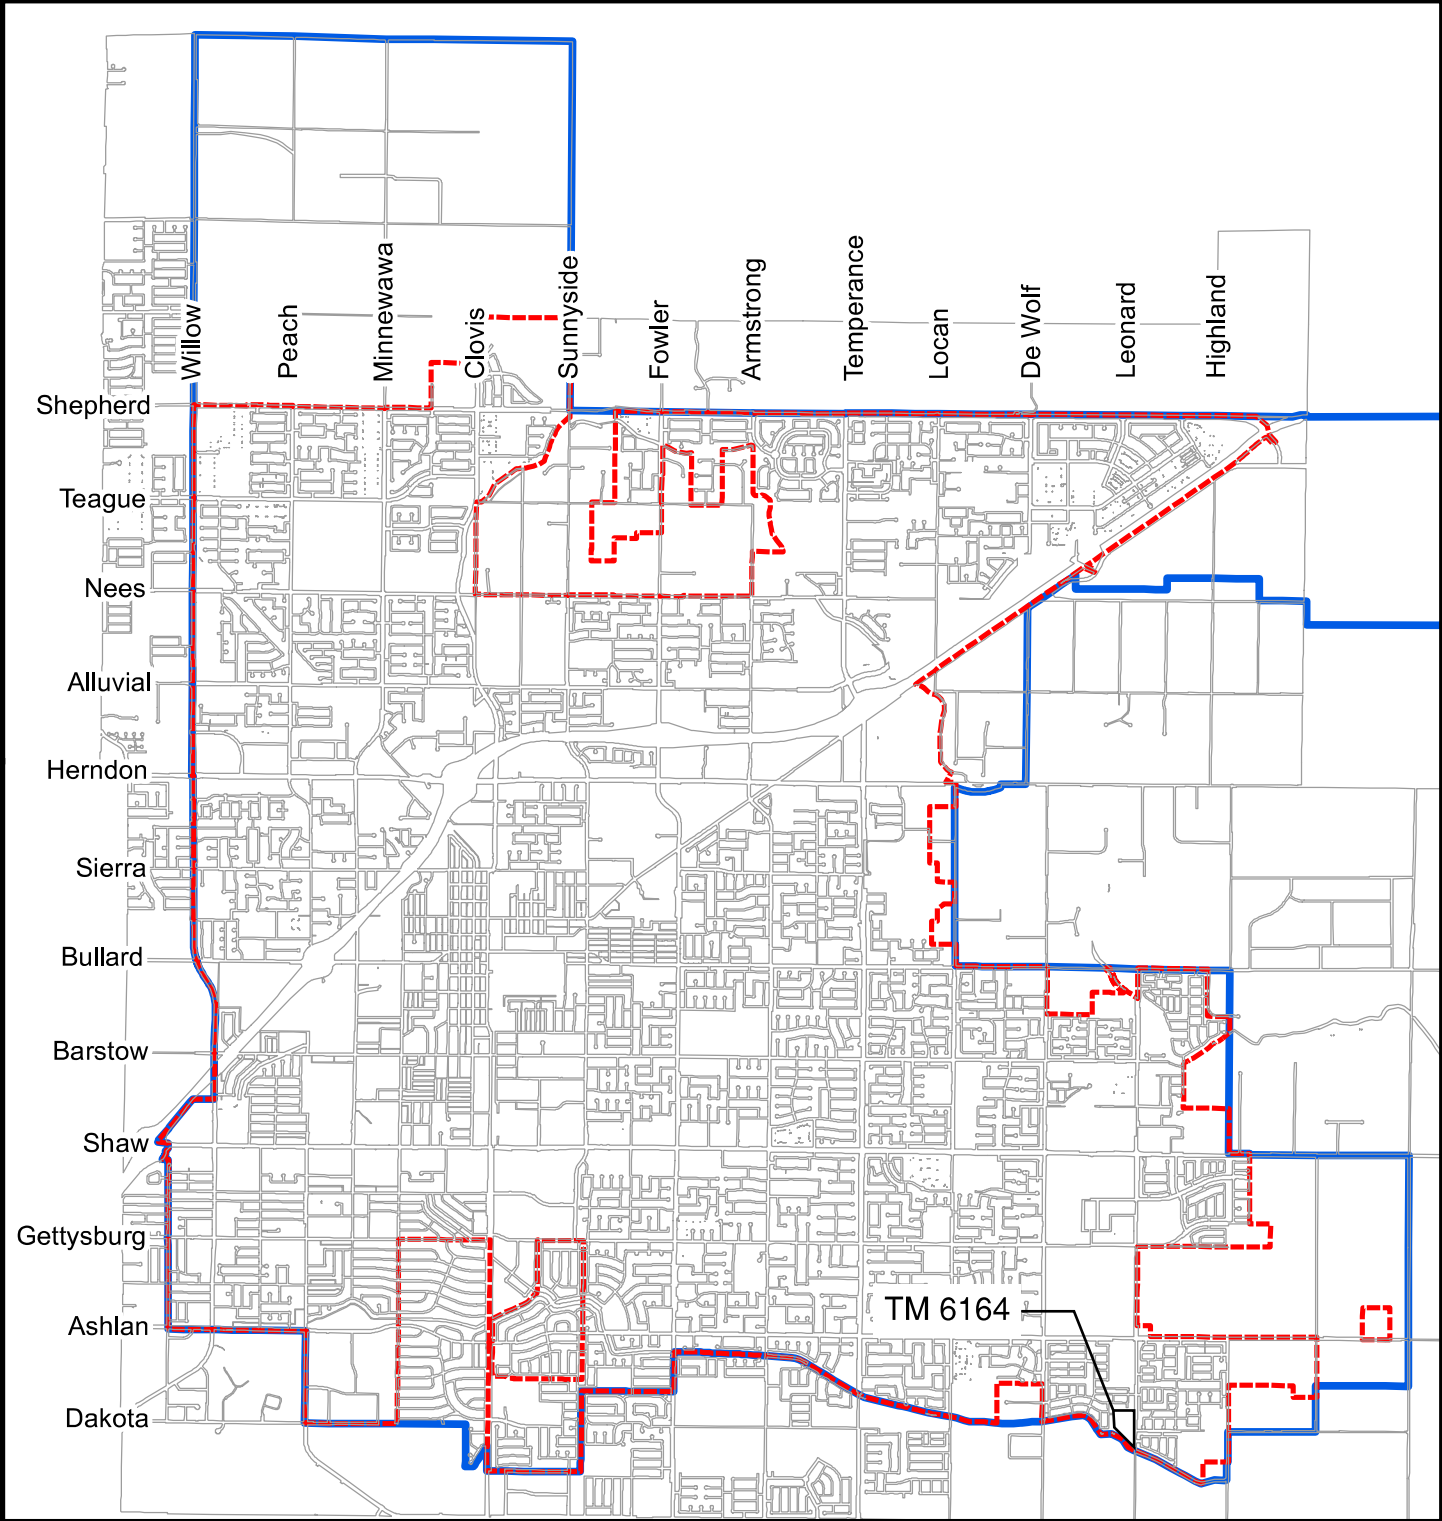 Willow
Peach
Minnewawa
Clovis
Sunnyside
Fowler
Armstrong
Temperance
Locan
De Wolf
Leonard
Highland
Shepherd
Teague
Nees
Alluvial
Herndon
Sierra
Bullard
Barstow
Shaw
Gettysburg
Ashlan
Dakota
TM 6164